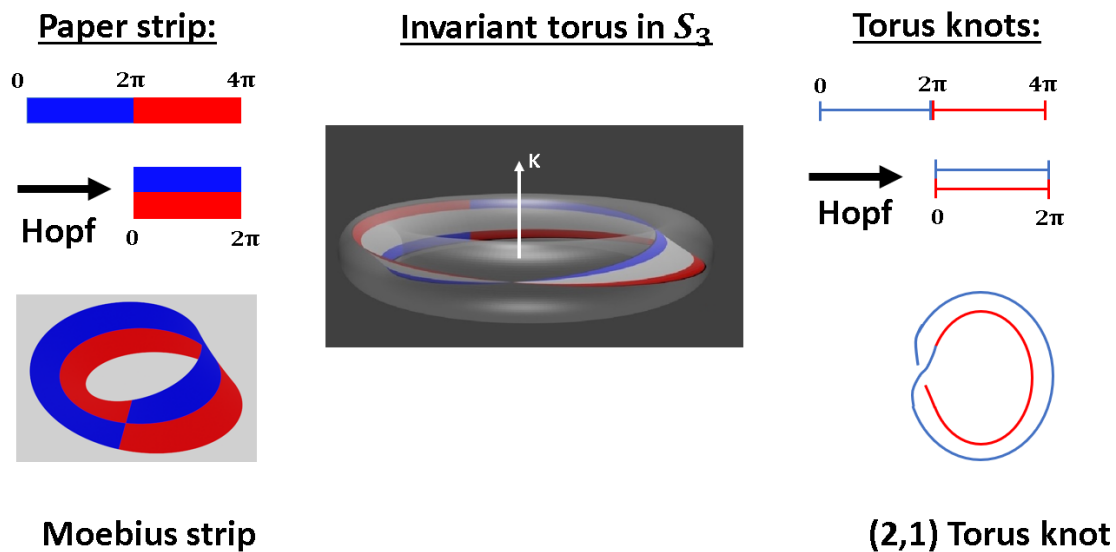 Paper strip:
0 2π 4π
Hopf
0 2π
Moebius strip
Invariant torus in S₃
K
Torus knots:
0 2π 4π
Hopf
0 2π
(2,1) Torus knot